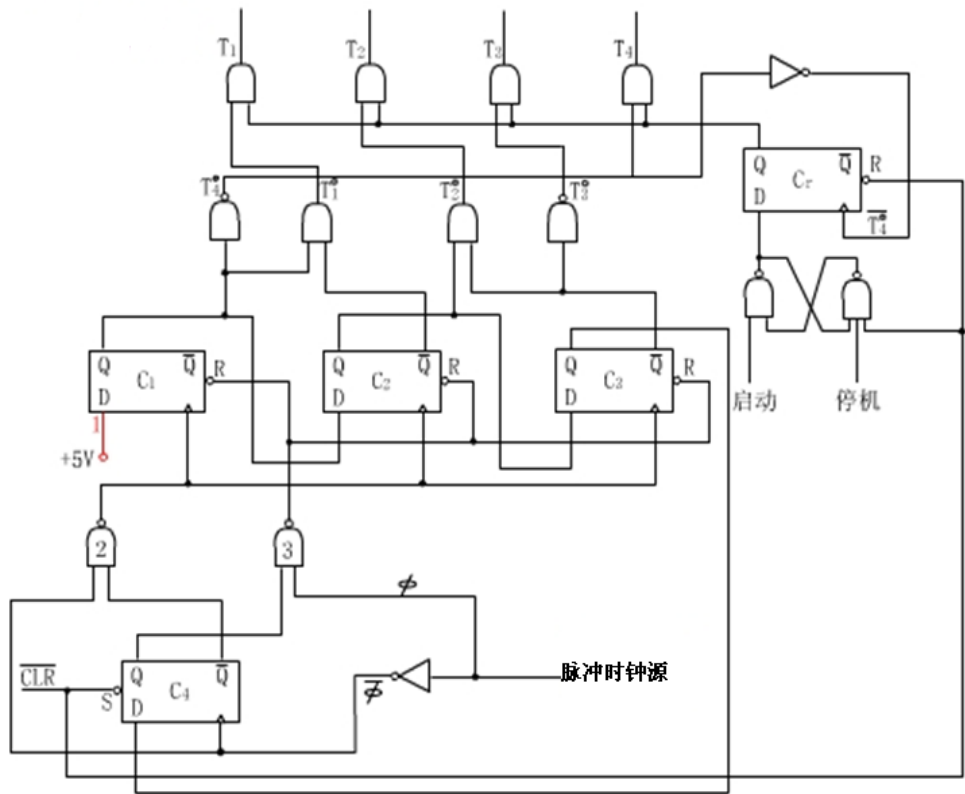 T₁ T₂ T₃ T₄
Q Q̅ R
Cᵣ
D
T₄° T₁° T₂° T₃°
T̅₄̅°̅
Q Q̅ R
C₁
D
Q Q̅ R
C₂
D
Q Q̅ R
C₃
D
启动 停机
1
+5V
2 3
ϕ
C̅L̅R̅
S
Q Q̅
C₄
D
ϕ̅
脉冲时钟源